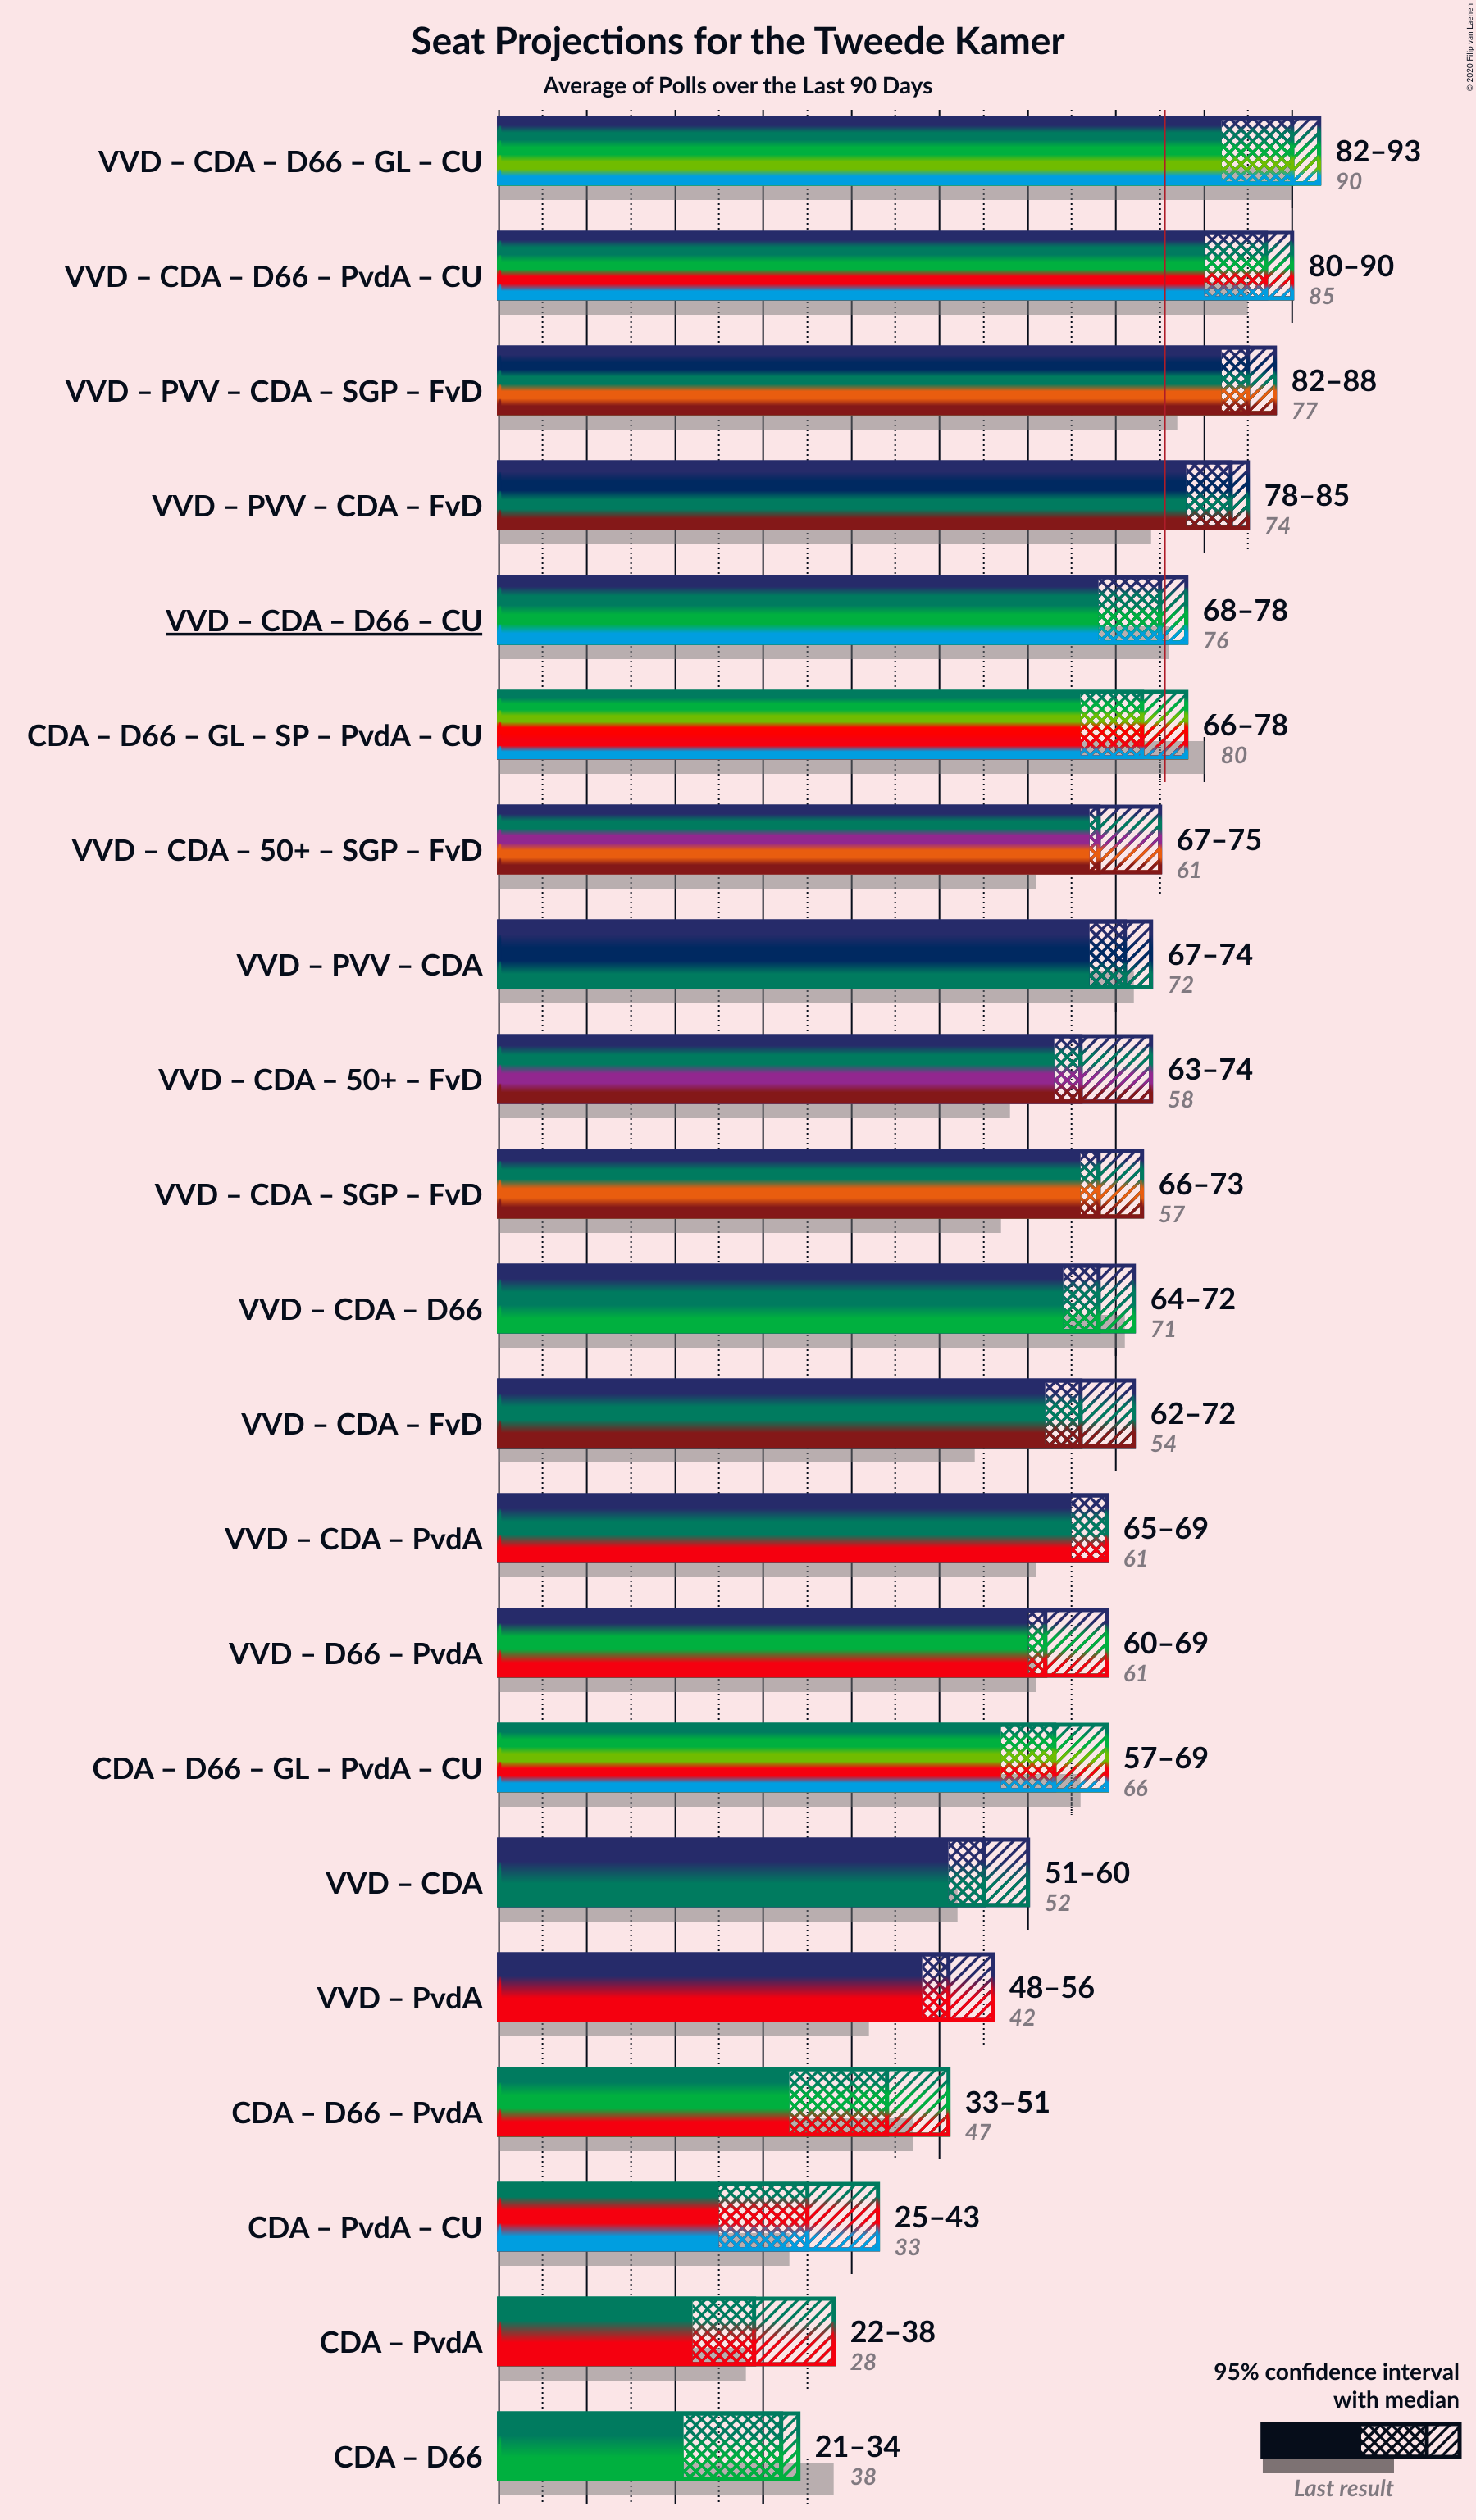 Seat Projections for the Tweede Kamer
Average of Polls over the Last 90 Days
© 2020 Filip van Laenen
VVD – CDA – D66 – GL – CU
82–93
90
VVD – CDA – D66 – PvdA – CU
80–90
85
VVD – PVV – CDA – SGP – FvD
82–88
77
VVD – PVV – CDA – FvD
78–85
74
VVD – CDA – D66 – CU
68–78
76
CDA – D66 – GL – SP – PvdA – CU
66–78
80
VVD – CDA – 50+ – SGP – FvD
67–75
61
VVD – PVV – CDA
67–74
72
VVD – CDA – 50+ – FvD
63–74
58
VVD – CDA – SGP – FvD
66–73
57
VVD – CDA – D66
64–72
71
VVD – CDA – FvD
62–72
54
VVD – CDA – PvdA
65–69
61
VVD – D66 – PvdA
60–69
61
CDA – D66 – GL – PvdA – CU
57–69
66
VVD – CDA
51–60
52
VVD – PvdA
48–56
42
CDA – D66 – PvdA
33–51
47
CDA – PvdA – CU
25–43
33
CDA – PvdA
22–38
28
CDA – D66
21–34
38
95% confidence interval
with median
Last result